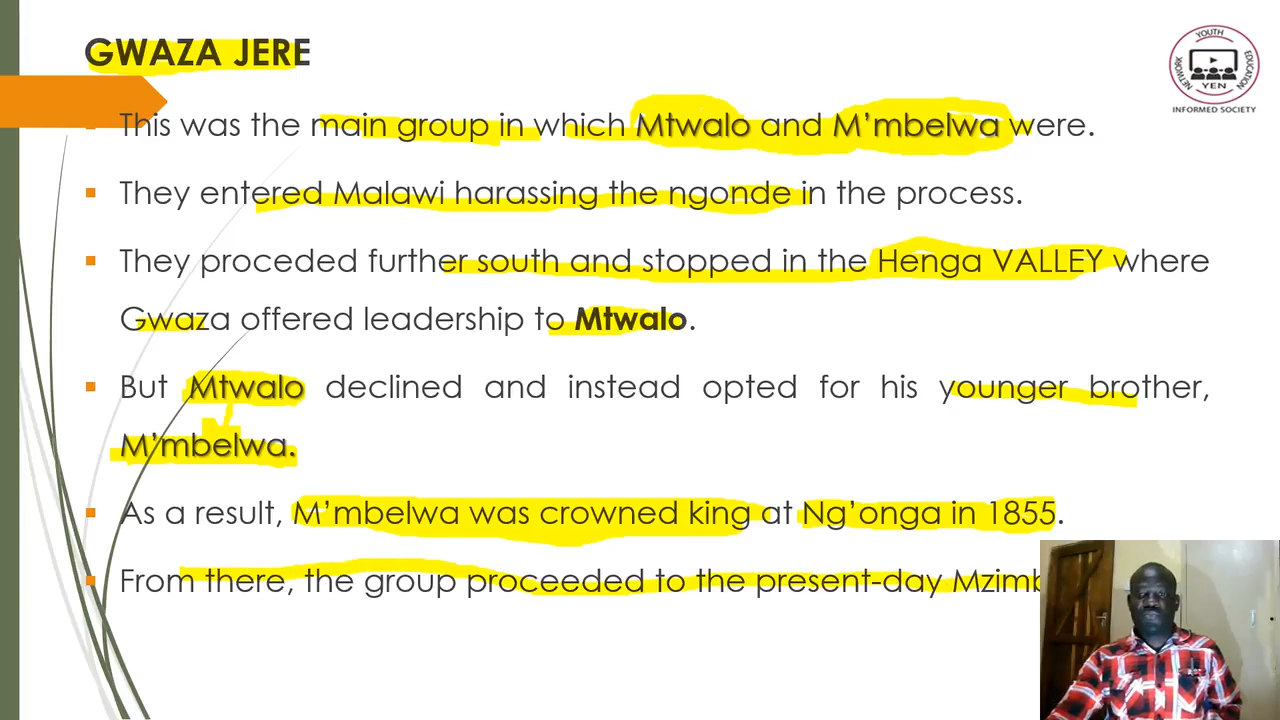 GWAZA JERE
YOUTH
EDUCATION
NETWORK
YEN
INFORMED SOCIETY
This was the main group in which Mtwalo and M’mbelwa were.
They entered Malawi harassing the ngonde in the process.
They proceded further south and stopped in the Henga VALLEY where
Gwaza offered leadership to Mtwalo.
But Mtwalo declined and instead opted for his younger brother,
M’mbelwa.
As a result, M’mbelwa was crowned king at Ng’onga in 1855.
From there, the group proceeded to the present-day